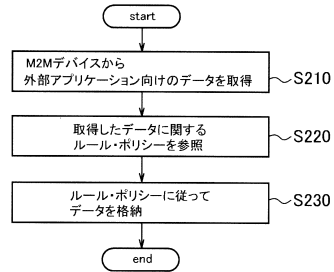 start
M2Mデバイスから
外部アプリケーション向けのデータを取得
S210
取得したデータに関する
ルール・ポリシーを参照
S220
ルール・ポリシーに従って
データを格納
S230
end